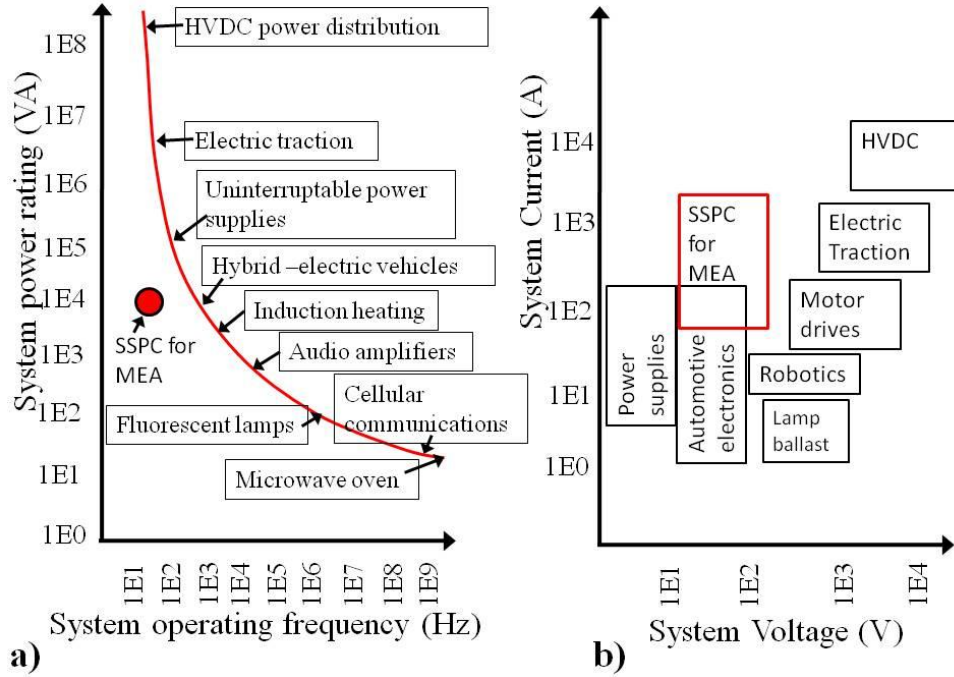 System power rating (VA)
1E8
1E7
1E6
1E5
1E4
1E3
1E2
1E1
1E0
HVDC power distribution
Electric traction
Uninterruptable power
supplies
Hybrid –electric vehicles
Induction heating
SSPC for
MEA
Audio amplifiers
Cellular
communications
Fluorescent lamps
Microwave oven
1E1
1E2
1E3
1E4
1E5
1E6
1E7
1E8
1E9
System operating frequency (Hz)
a)
System Current (A)
1E4
1E3
1E2
1E1
1E0
HVDC
SSPC
for
MEA
Electric
Traction
Motor
drives
Power
supplies
Automotive
electronics
Robotics
Lamp
ballast
1E1
1E2
1E3
1E4
System Voltage (V)
b)